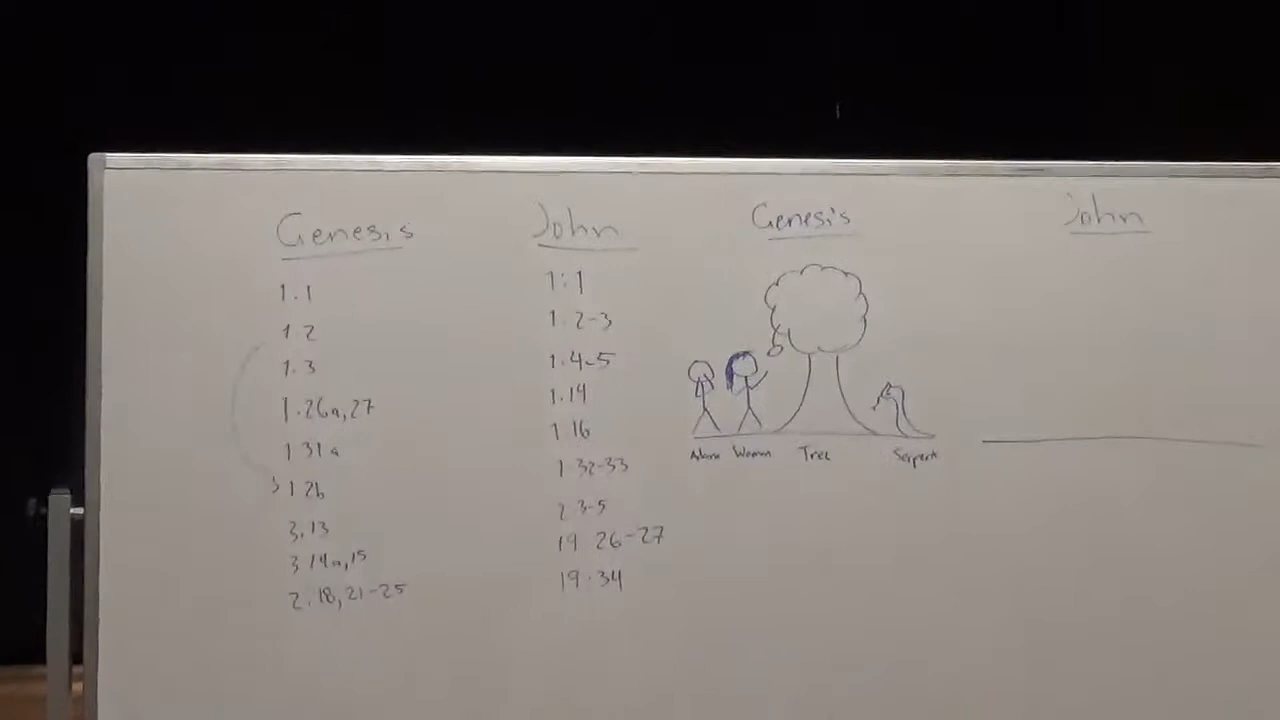 Genesis
1.1
1.2
1.3
1.26a,27
1 31a
1 2b
3.13
3 14a,15
2.18,21-25
John
1:1
1.2-3
1.4-5
1.14
1 16
1 32-33
2 3-5
19 26-27
19:34
Genesis
Adam Woman Tree Serpent
John